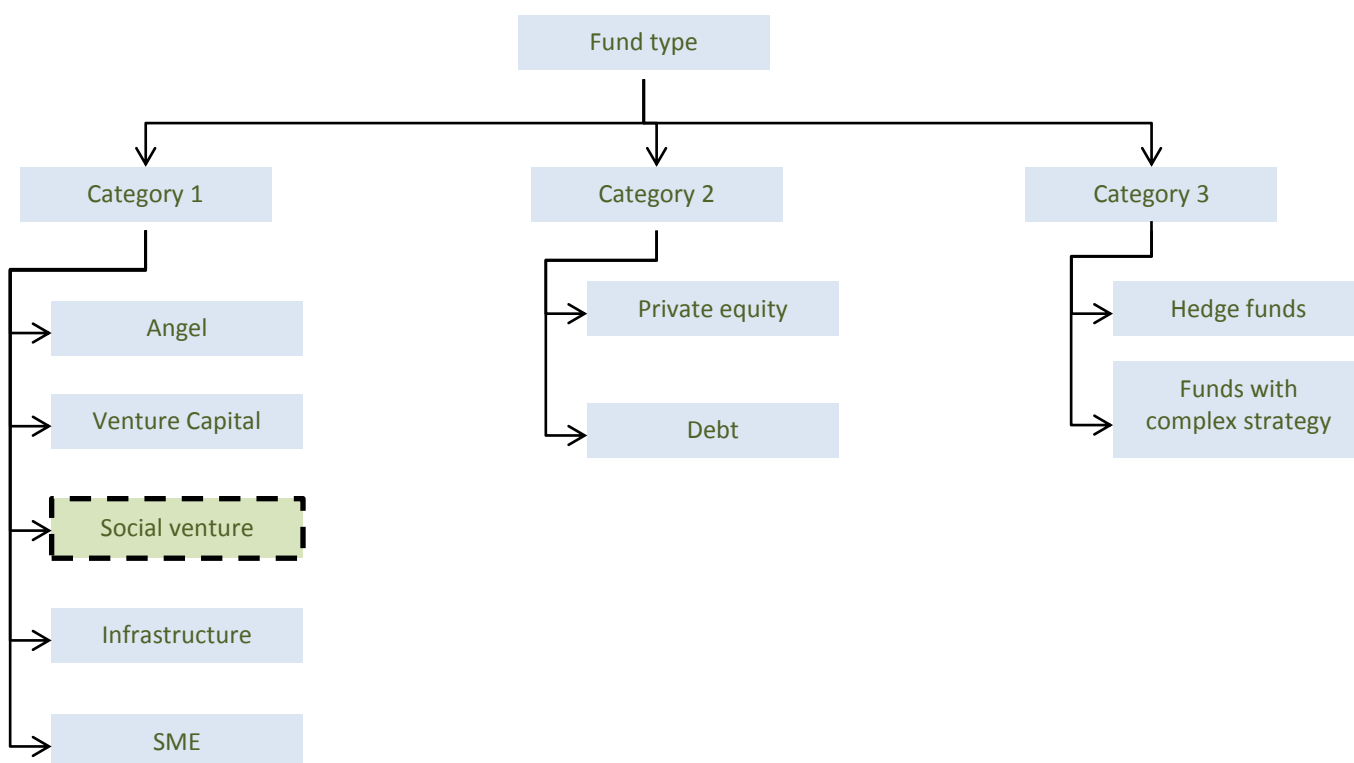 Fund type
Category 1
Category 2
Category 3
Angel
Venture Capital
Social venture
Infrastructure
SME
Private equity
Debt
Hedge funds
Funds with
complex strategy